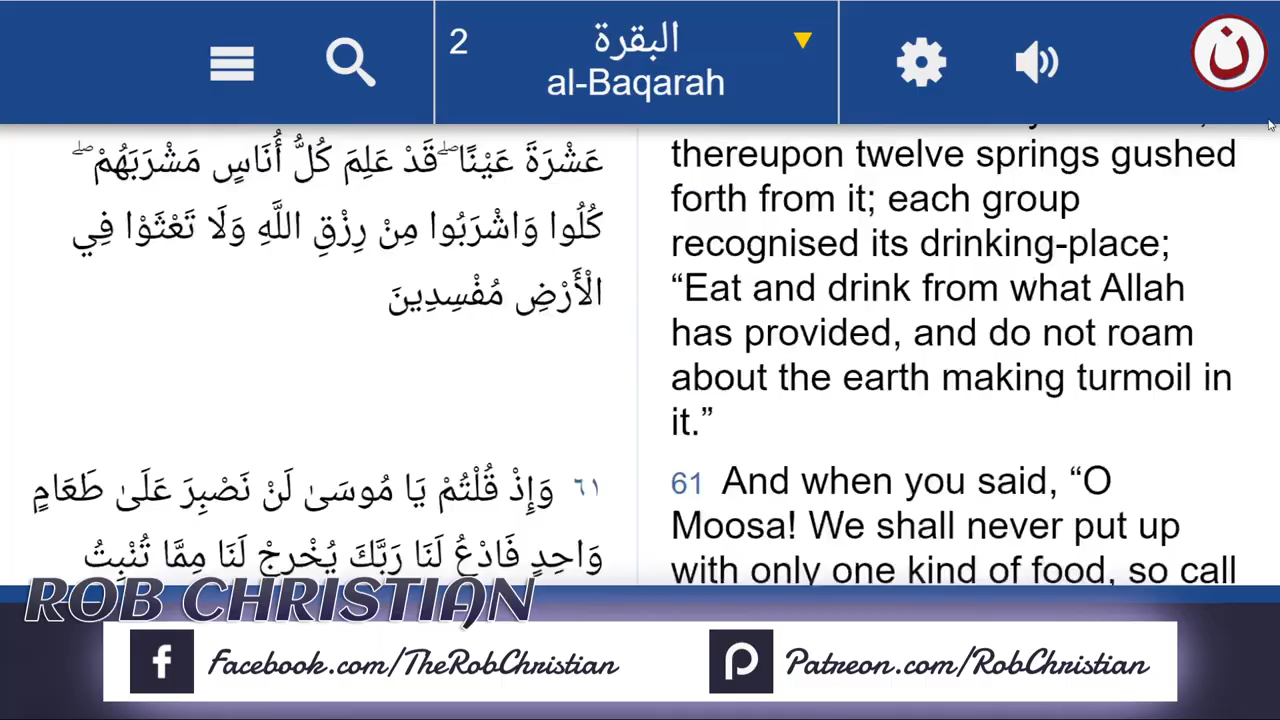 2
البقرة
al-Baqarah
ن
عَشْرَةَ عَيْنًا ۖ قَدْ عَلِمَ كُلُّ أُنَاسٍ مَشْرَبَهُمْ ۖ
كُلُوا وَاشْرَبُوا مِنْ رِزْقِ اللَّهِ وَلَا تَعْثَوْا فِي
الْأَرْضِ مُفْسِدِينَ
٦١ وَإِذْ قُلْتُمْ يَا مُوسَىٰ لَنْ نَصْبِرَ عَلَىٰ طَعَامٍ
وَاحِدٍ فَادْعُ لَنَا رَبَّكَ يُخْرِجْ لَنَا مِمَّا تُنْبِتُ
thereupon twelve springs gushed
forth from it; each group
recognised its drinking-place;
“Eat and drink from what Allah
has provided, and do not roam
about the earth making turmoil in
it.”
61 And when you said, “O
Moosa! We shall never put up
with only one kind of food, so call
ROB CHRISTIAN
f Facebook.com/TheRobChristian
Patreon.com/RobChristian